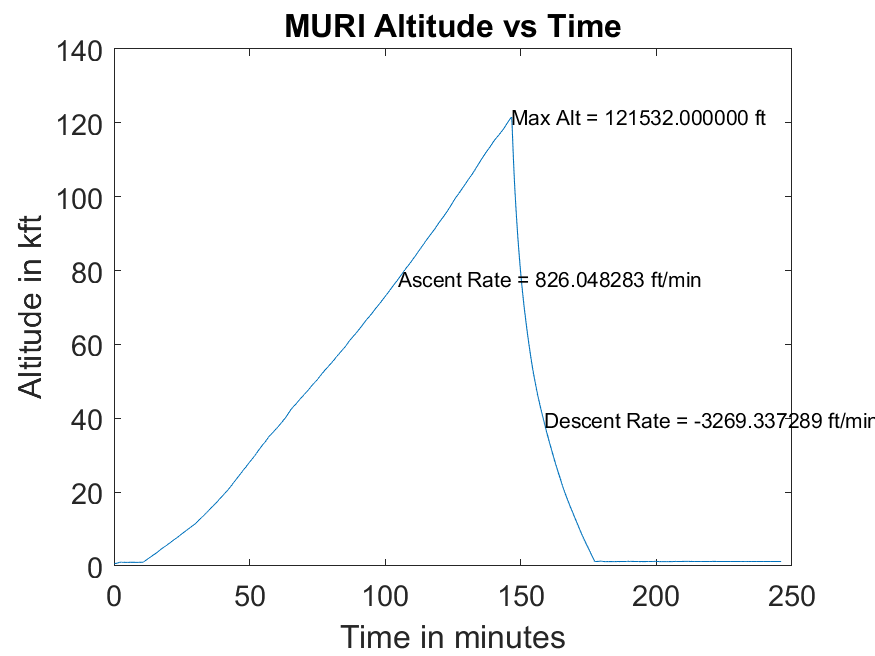 MURI Altitude vs Time
140
120
100
80
60
40
20
0
Altitude in kft
Max Alt = 121532.000000 ft
Ascent Rate = 826.048283 ft/min
Descent Rate = -3269.337289 ft/min
0 50 100 150 200 250
Time in minutes